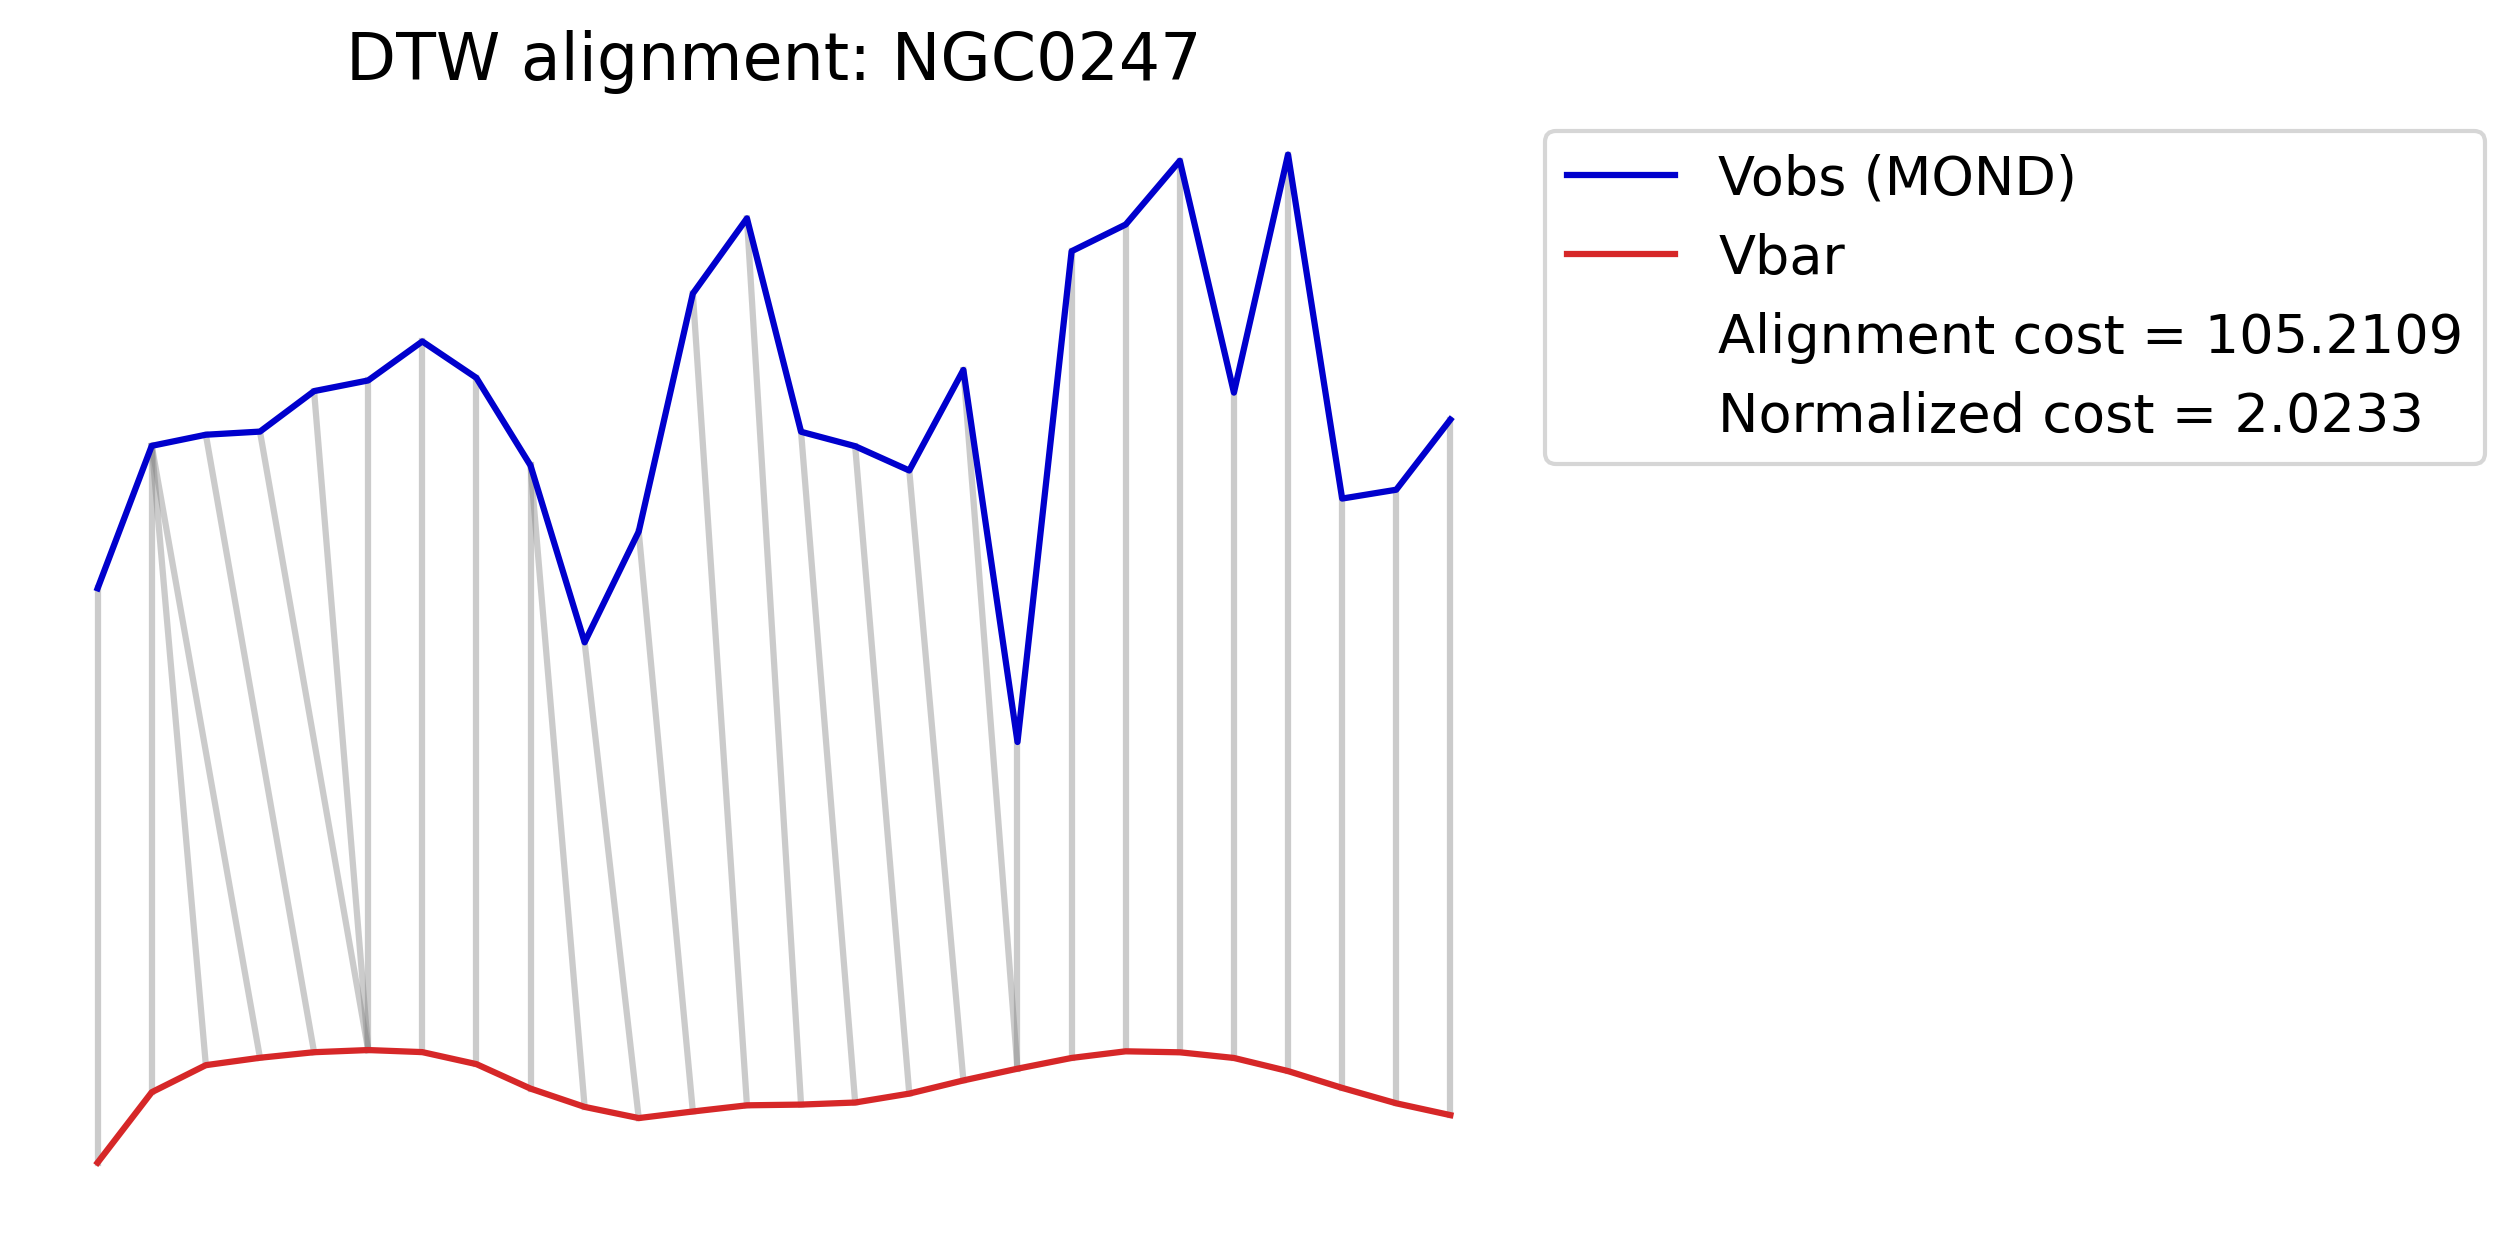 DTW alignment: NGC0247
Vobs (MOND)
Vbar
Alignment cost = 105.2109
Normalized cost = 2.0233